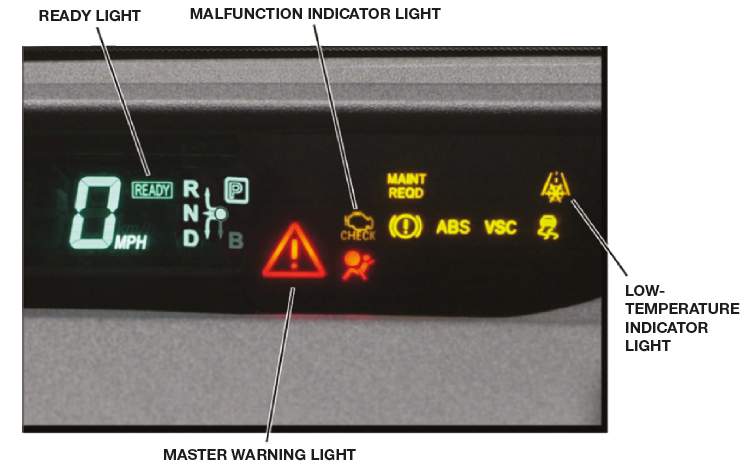 READY LIGHT
MALFUNCTION INDICATOR LIGHT
0 MPH
READY
R
N
D
P
B
CHECK
MAINT
REQD
ABS
VSC
LOW-
TEMPERATURE
INDICATOR
LIGHT
MASTER WARNING LIGHT